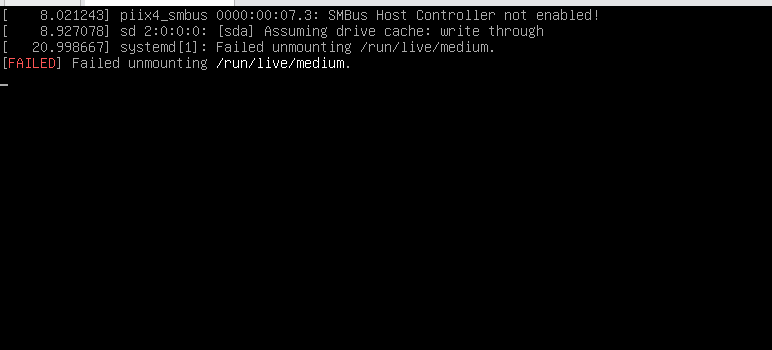 [    8.021243] piix4_smbus 0000:00:07.3: SMBus Host Controller not enabled!
[    8.927078] sd 2:0:0:0: [sda] Assuming drive cache: write through
[   20.998667] systemd[1]: Failed unmounting /run/live/medium.
[FAILED] Failed unmounting /run/live/medium.